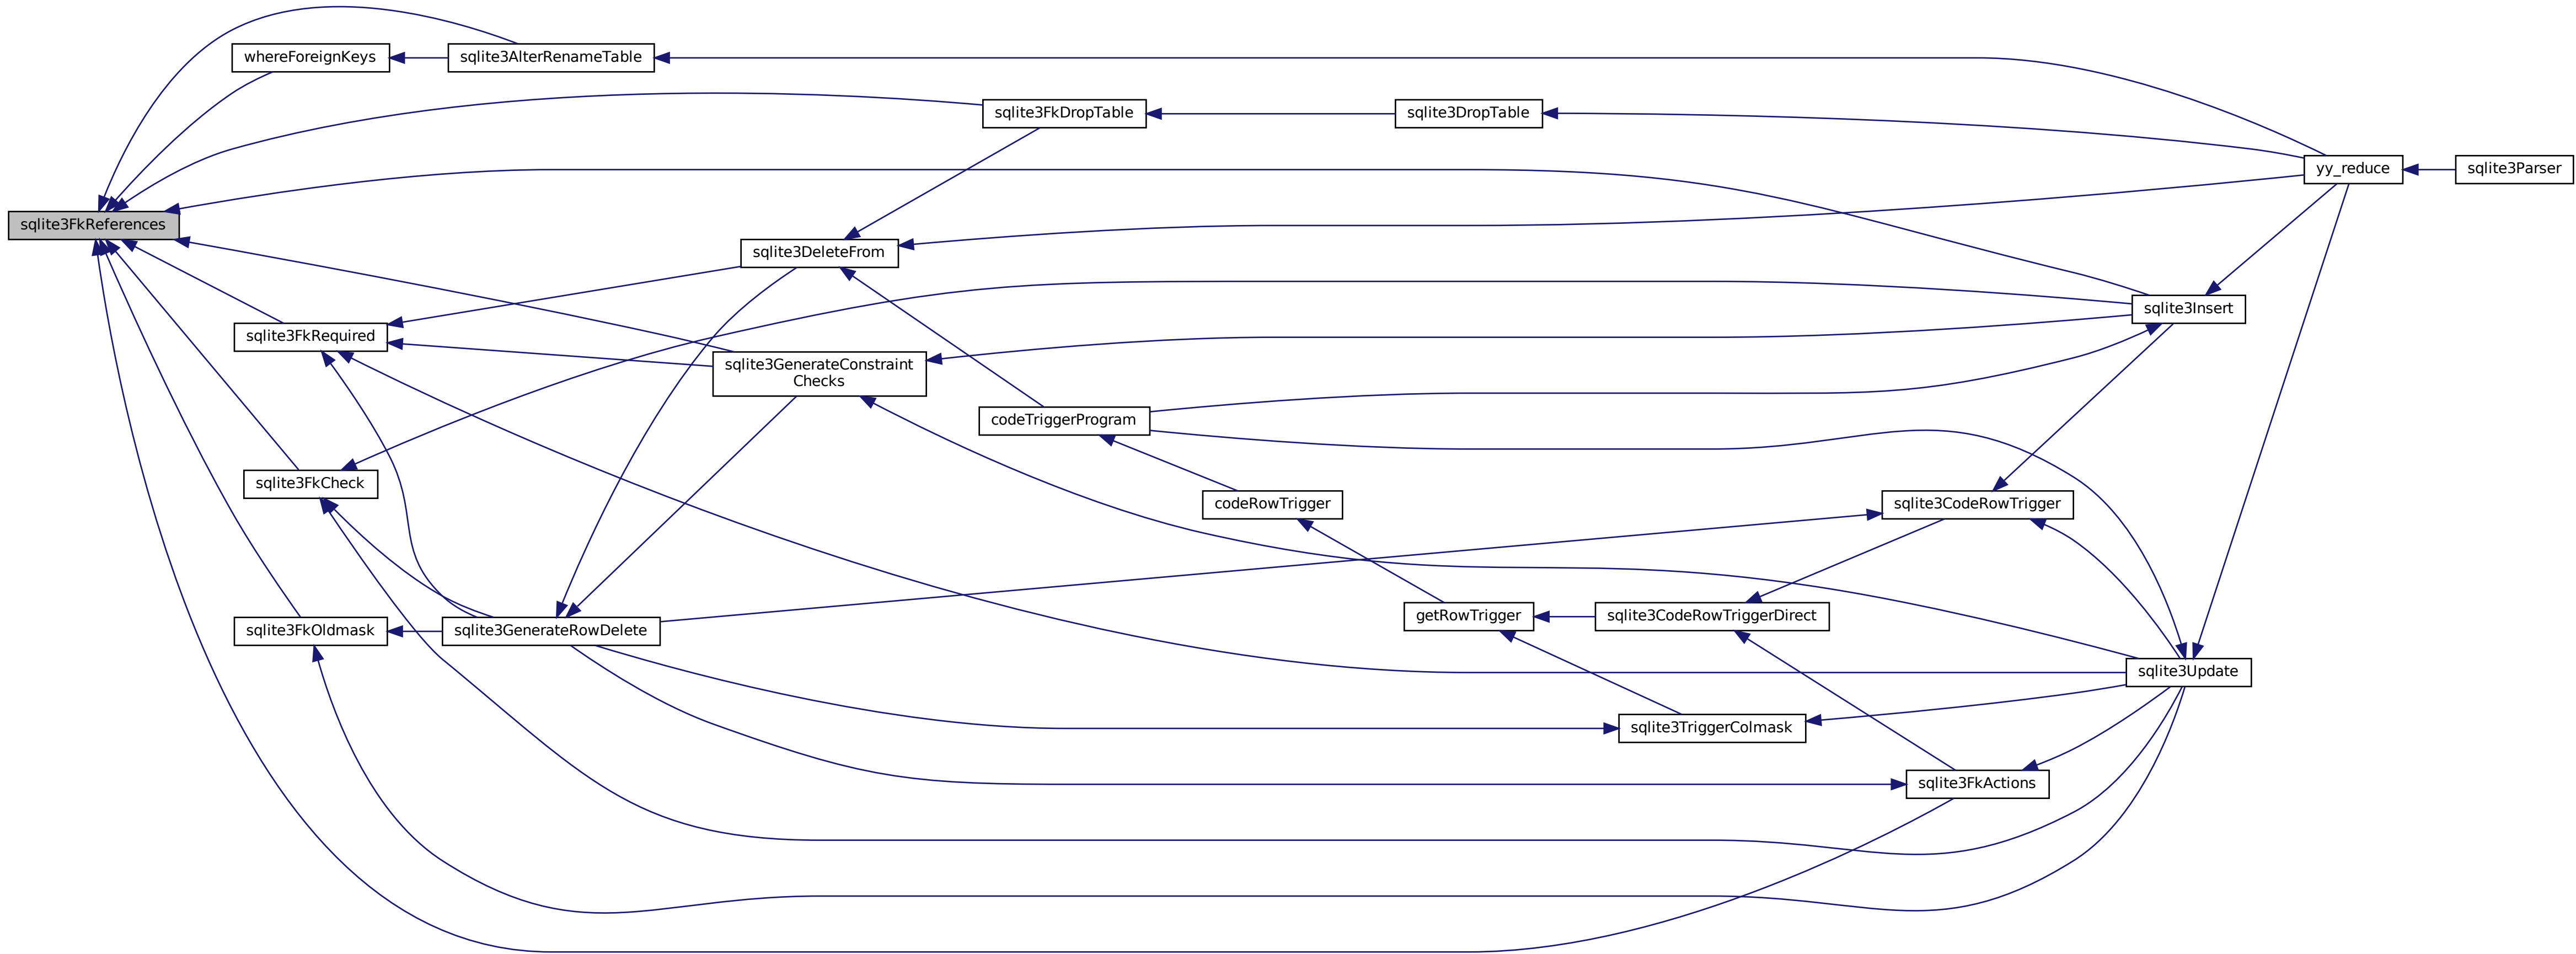 whereForeignKeys
sqlite3AlterRenameTable
sqlite3FkDropTable
sqlite3DropTable
yy_reduce
sqlite3Parser
sqlite3FkReferences
sqlite3DeleteFrom
sqlite3Insert
sqlite3FkRequired
sqlite3GenerateConstraint
Checks
codeTriggerProgram
sqlite3FkCheck
codeRowTrigger
sqlite3CodeRowTrigger
getRowTrigger
sqlite3CodeRowTriggerDirect
sqlite3FkOldmask
sqlite3GenerateRowDelete
sqlite3Update
sqlite3TriggerColmask
sqlite3FkActions